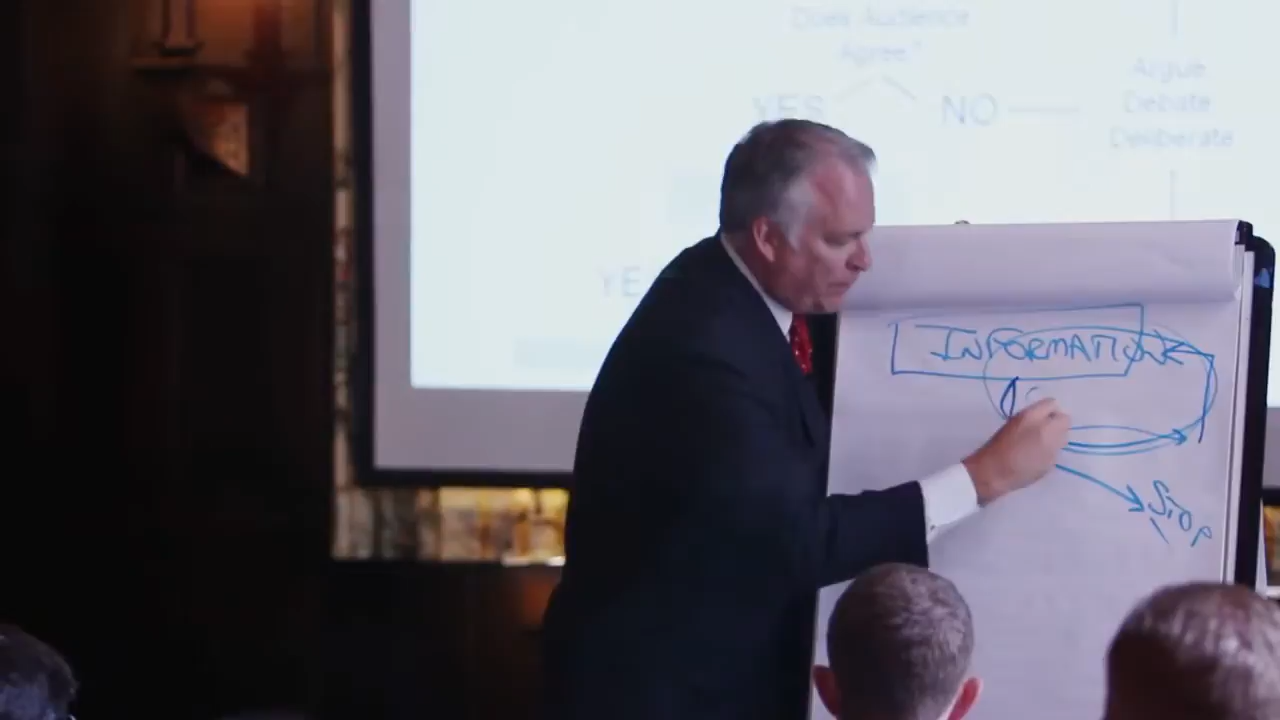 Does Audience
Agree?
YES
NO
Argue
Debate
Deliberate
YE
INFORMATION
STOP